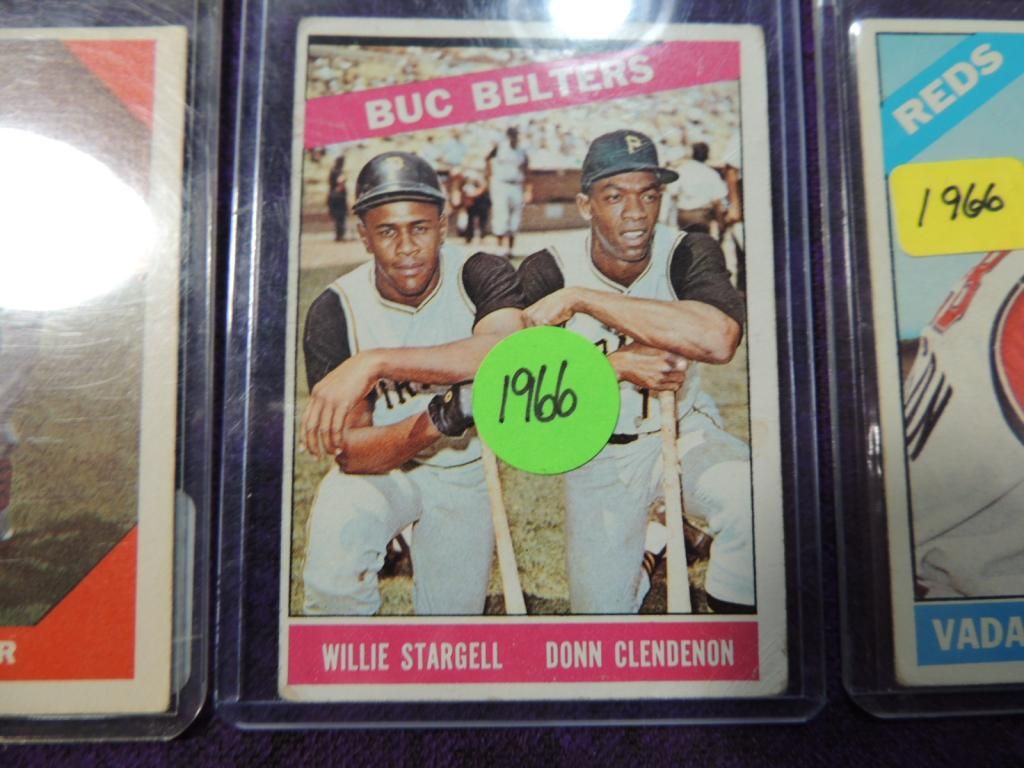 BUC BELTERS
P
1966
WILLIE STARGELL DONN CLENDENON
REDS
1966
VADA
R